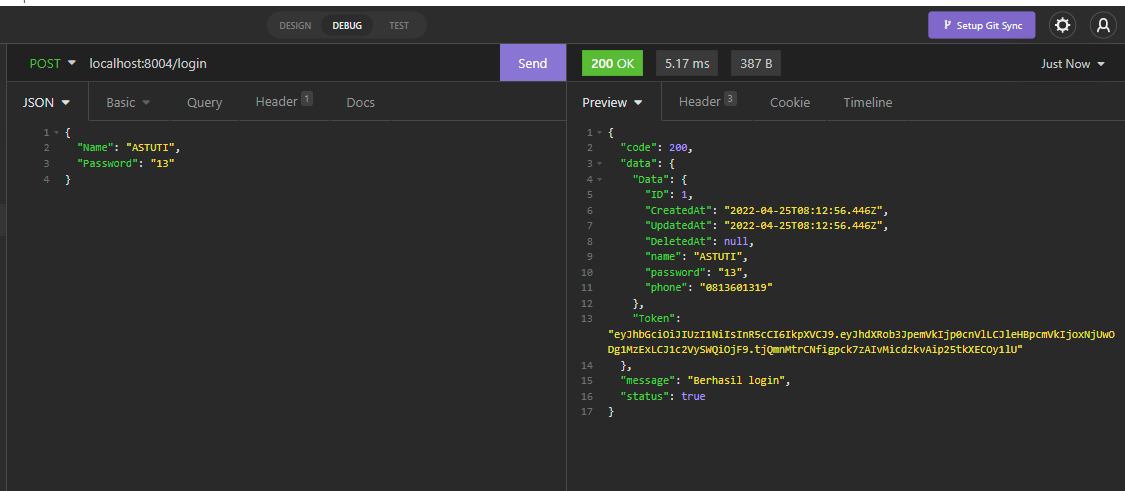 DESIGN DEBUG TEST Setup Git Sync
POST localhost:8004/login Send 200 OK 5.17 ms 387 B Just Now
JSON Basic Query Header 1 Docs
1 {
2 "Name": "ASTUTI",
3 "Password": "13"
4 }
Preview Header 3 Cookie Timeline
1 {
2 "code": 200,
3 "data": {
4 "Data": {
5 "ID": 1,
6 "CreatedAt": "2022-04-25T08:12:56.446Z",
7 "UpdatedAt": "2022-04-25T08:12:56.446Z",
8 "DeletedAt": null,
9 "name": "ASTUTI",
10 "password": "13",
11 "phone": "0813601319"
12 },
13 "Token":
"eyJhbGciOiJIUzI1NiIsInR5cCI6IkpXVCJ9.eyJhdXRob3JpemVkIjp0cnVlLCJleHBpcmVkIjoxNjUwO
Dg1MzExLCJ1c2VySWQiOjF9.tjQmnMtrCNfigpck7zAIvMicdzkvAip25tkXECOy1lU"
14 },
15 "message": "Berhasil login",
16 "status": true
17 }